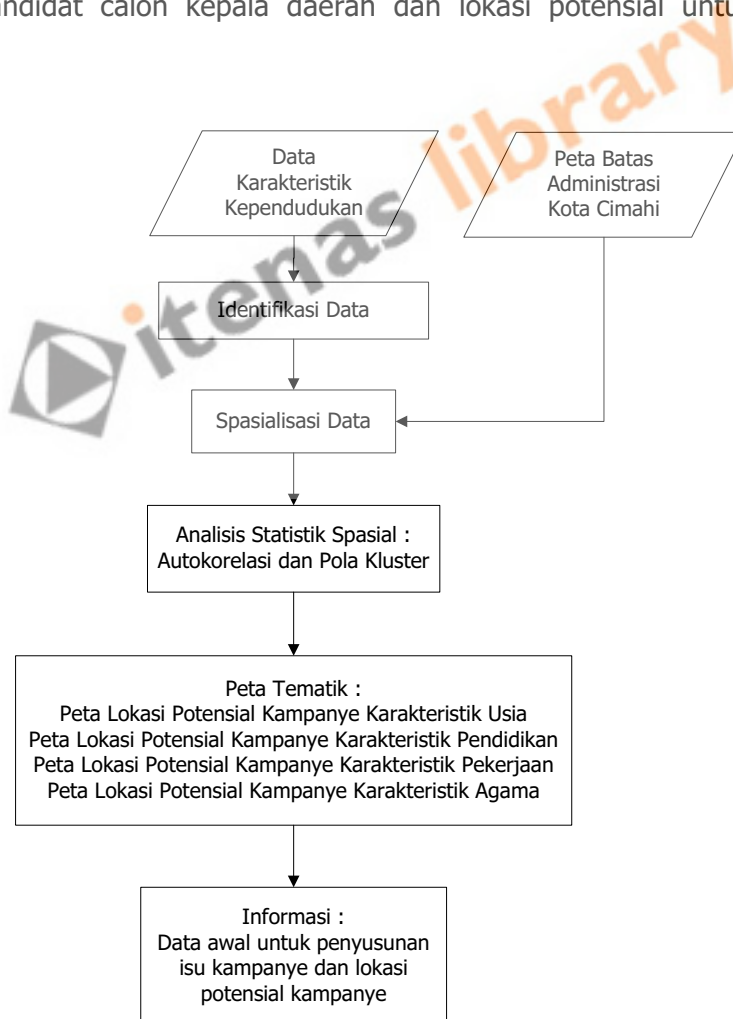 andidat calon kepala daerah dan lokasi potensial untu
itenas library
Data
Karakteristik
Kependudukan
Peta Batas
Administrasi
Kota Cimahi
Identifikasi Data
Spasialisasi Data
Analisis Statistik Spasial :
Autokorelasi dan Pola Kluster
Peta Tematik :
Peta Lokasi Potensial Kampanye Karakteristik Usia
Peta Lokasi Potensial Kampanye Karakteristik Pendidikan
Peta Lokasi Potensial Kampanye Karakteristik Pekerjaan
Peta Lokasi Potensial Kampanye Karakteristik Agama
Informasi :
Data awal untuk penyusunan
isu kampanye dan lokasi
potensial kampanye